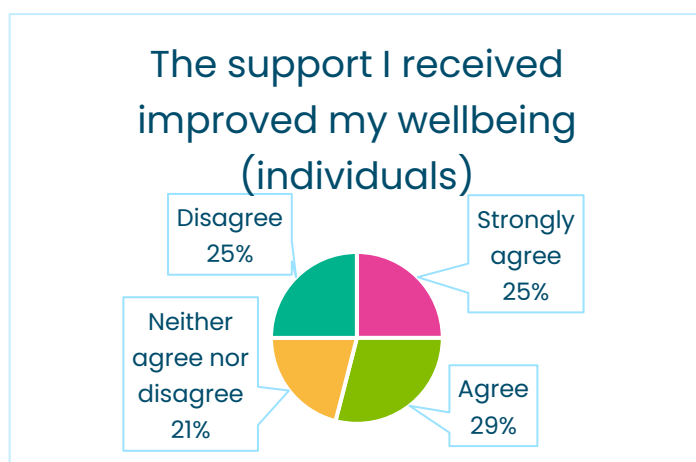 The support I received
improved my wellbeing
(individuals)
Disagree
25%
Strongly
agree
25%
Neither
agree nor
disagree
21%
Agree
29%